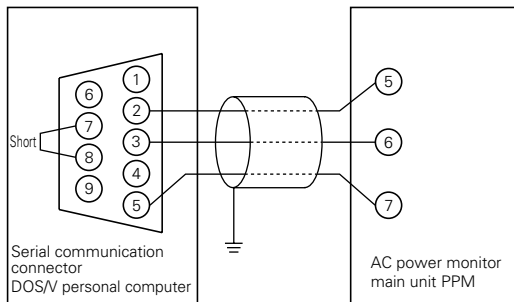 1
6
2
5
7
Short
3
6
8
4
9
5
7
Serial communication
connector
DOS/V personal computer
AC power monitor
main unit PPM